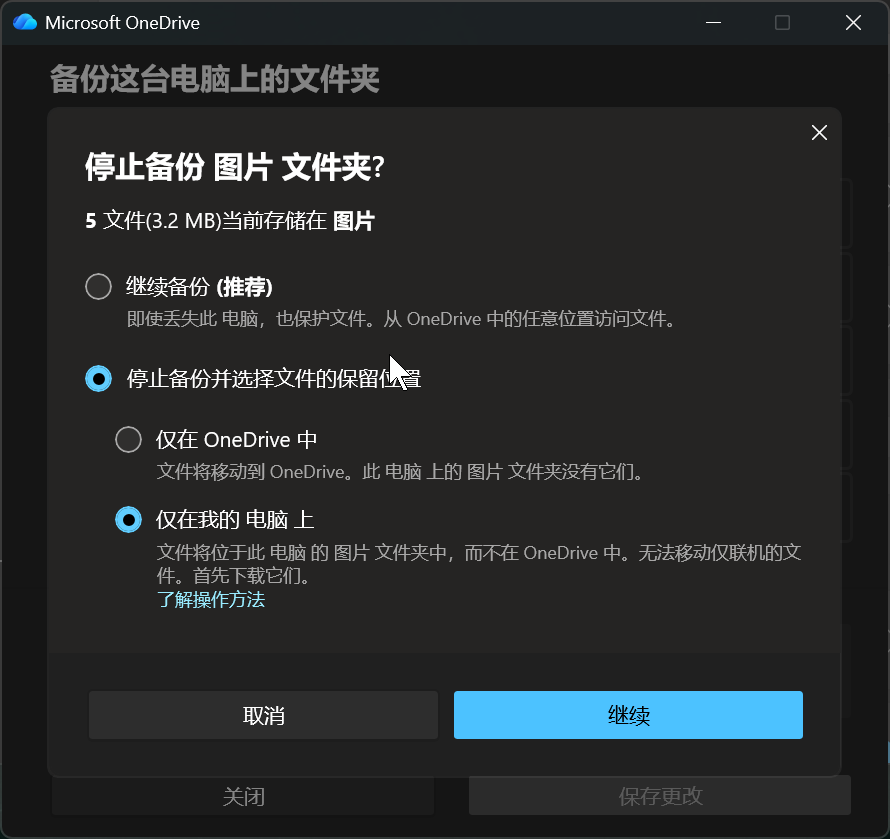 Microsoft OneDrive
备份这台电脑上的文件夹
停止备份 图片 文件夹?
5 文件(3.2 MB)当前存储在 图片
继续备份 (推荐)
即使丢失此 电脑，也保护文件。从 OneDrive 中的任意位置访问文件。
停止备份并选择文件的保留位置
仅在 OneDrive 中
文件将移动到 OneDrive。此 电脑 上的 图片 文件夹没有它们。
仅在我的 电脑 上
文件将位于此 电脑 的 图片 文件夹中，而不在 OneDrive 中。无法移动仅联机的文
件。首先下载它们。
了解操作方法
取消
继续
关闭
保存更改